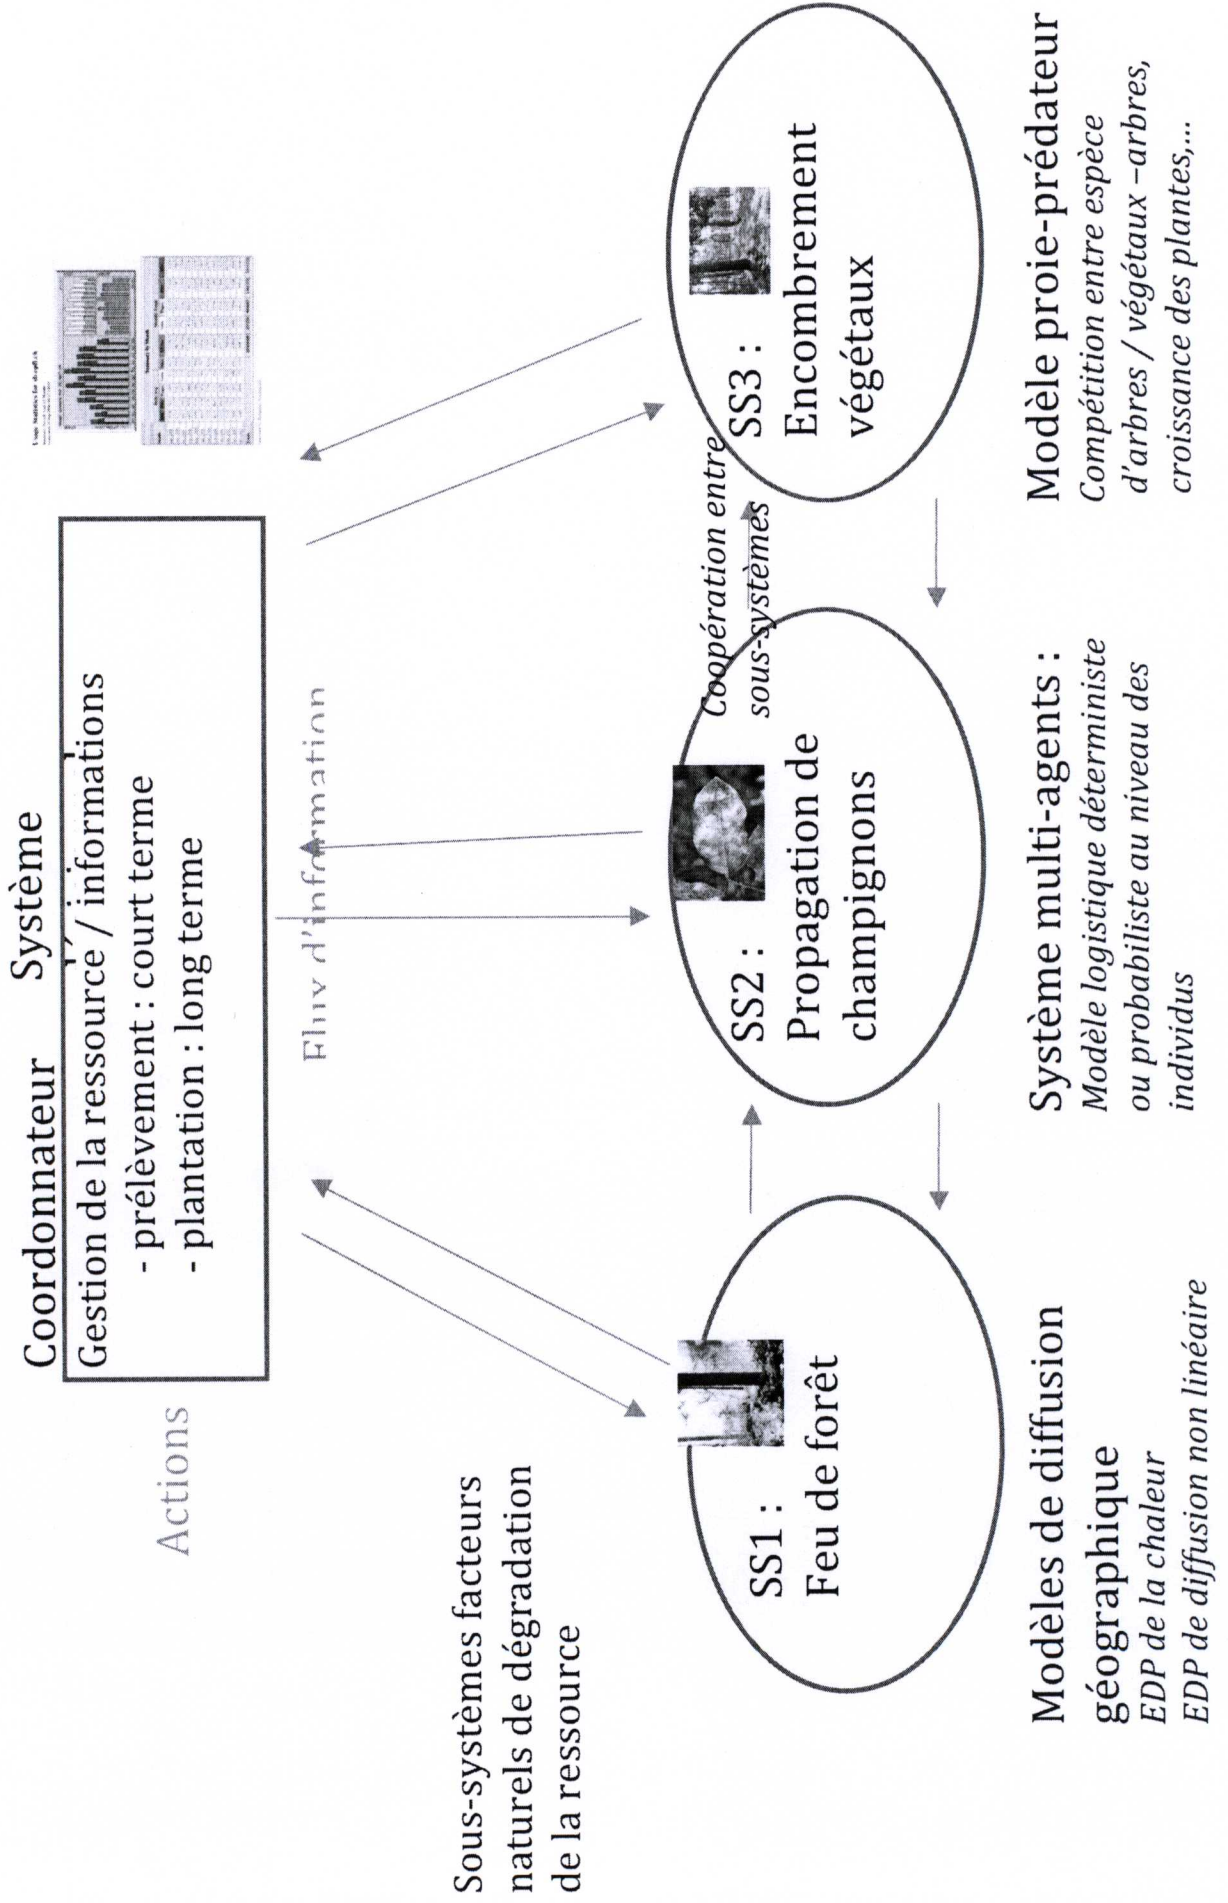 Coordonnateur Système
Gestion de la ressource / informations
- prélèvement : court terme
- plantation : long terme
Actions
Flux d'information
Sous-systèmes facteurs
naturels de dégradation
de la ressource
Coopération entre
sous-systèmes
SS1 :
Feu de forêt
SS2 :
Propagation de
champignons
SS3 :
Encombrement
végétaux
Modèles de diffusion
géographique
EDP de la chaleur
EDP de diffusion non linéaire
Système multi-agents :
Modèle logistique déterministe
ou probabiliste au niveau des
individus
Modèle proie-prédateur
Compétition entre espèce
d'arbres / végétaux –arbres,
croissance des plantes,...